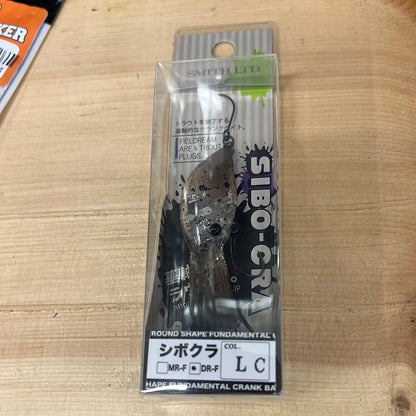 KER
SMITH LTD.
トラウトを魅了する
基軸的なクランクベイト。
FIELDREAM
AREA TROUT
PLUGS.
SIBO-CRA
ROUND SHAPE FUNDAMENTAL
シボクラ
COL.
L C
MR-F
DR-F
HAPE FUNDAMENTAL CRANK BA